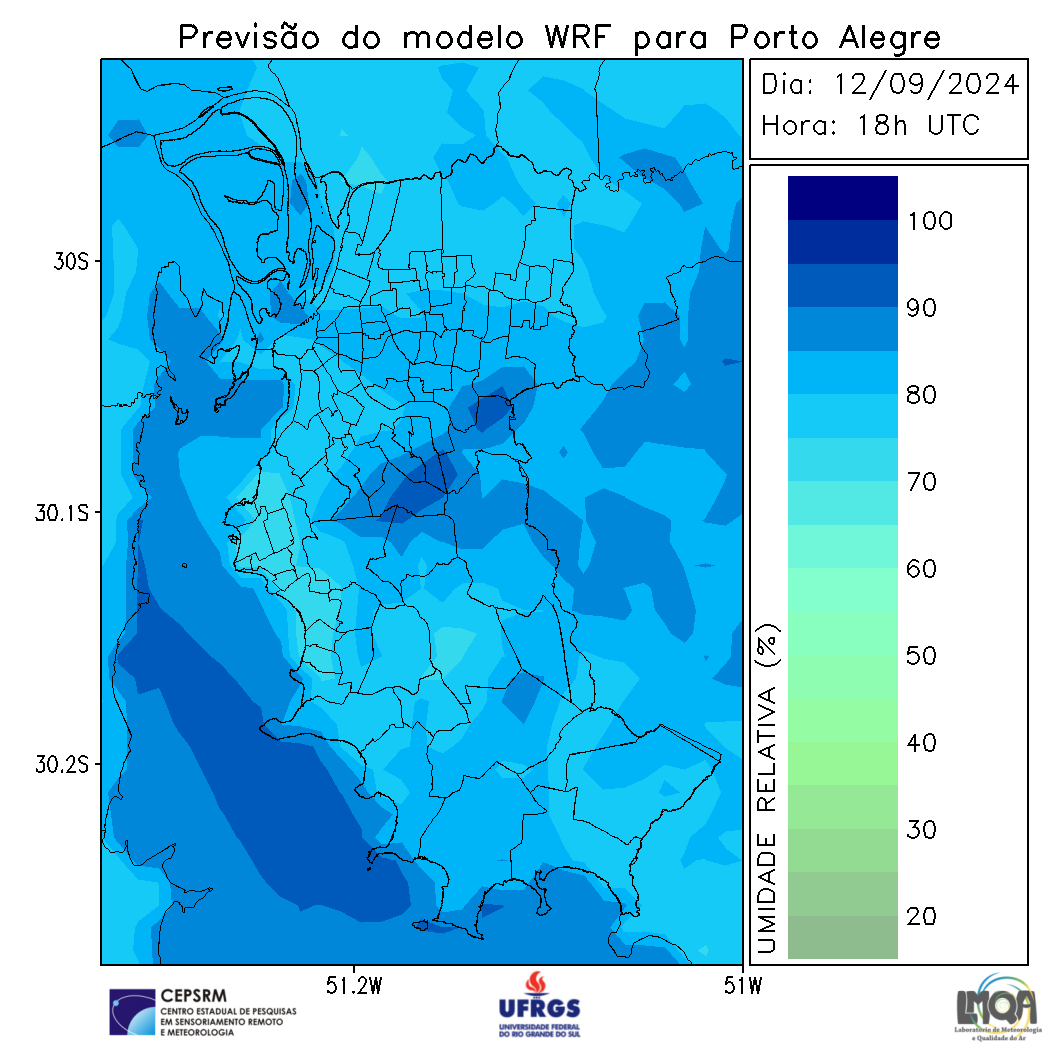 Previsão do modelo WRF para Porto Alegre
Dia: 12/09/2024
Hora: 18h UTC
30S
30.1S
30.2S
51.2W
51W
100
90
80
70
60
50
40
30
20
UMIDADE RELATIVA (%)
CEPSRM
CENTRO ESTADUAL DE PESQUISAS
EM SENSORIAMENTO REMOTO
E METEOROLOGIA
UFRGS
UNIVERSIDADE FEDERAL
DO RIO GRANDE DO SUL
LMQA
Laboratório de Meteorologia
e Qualidade do Ar